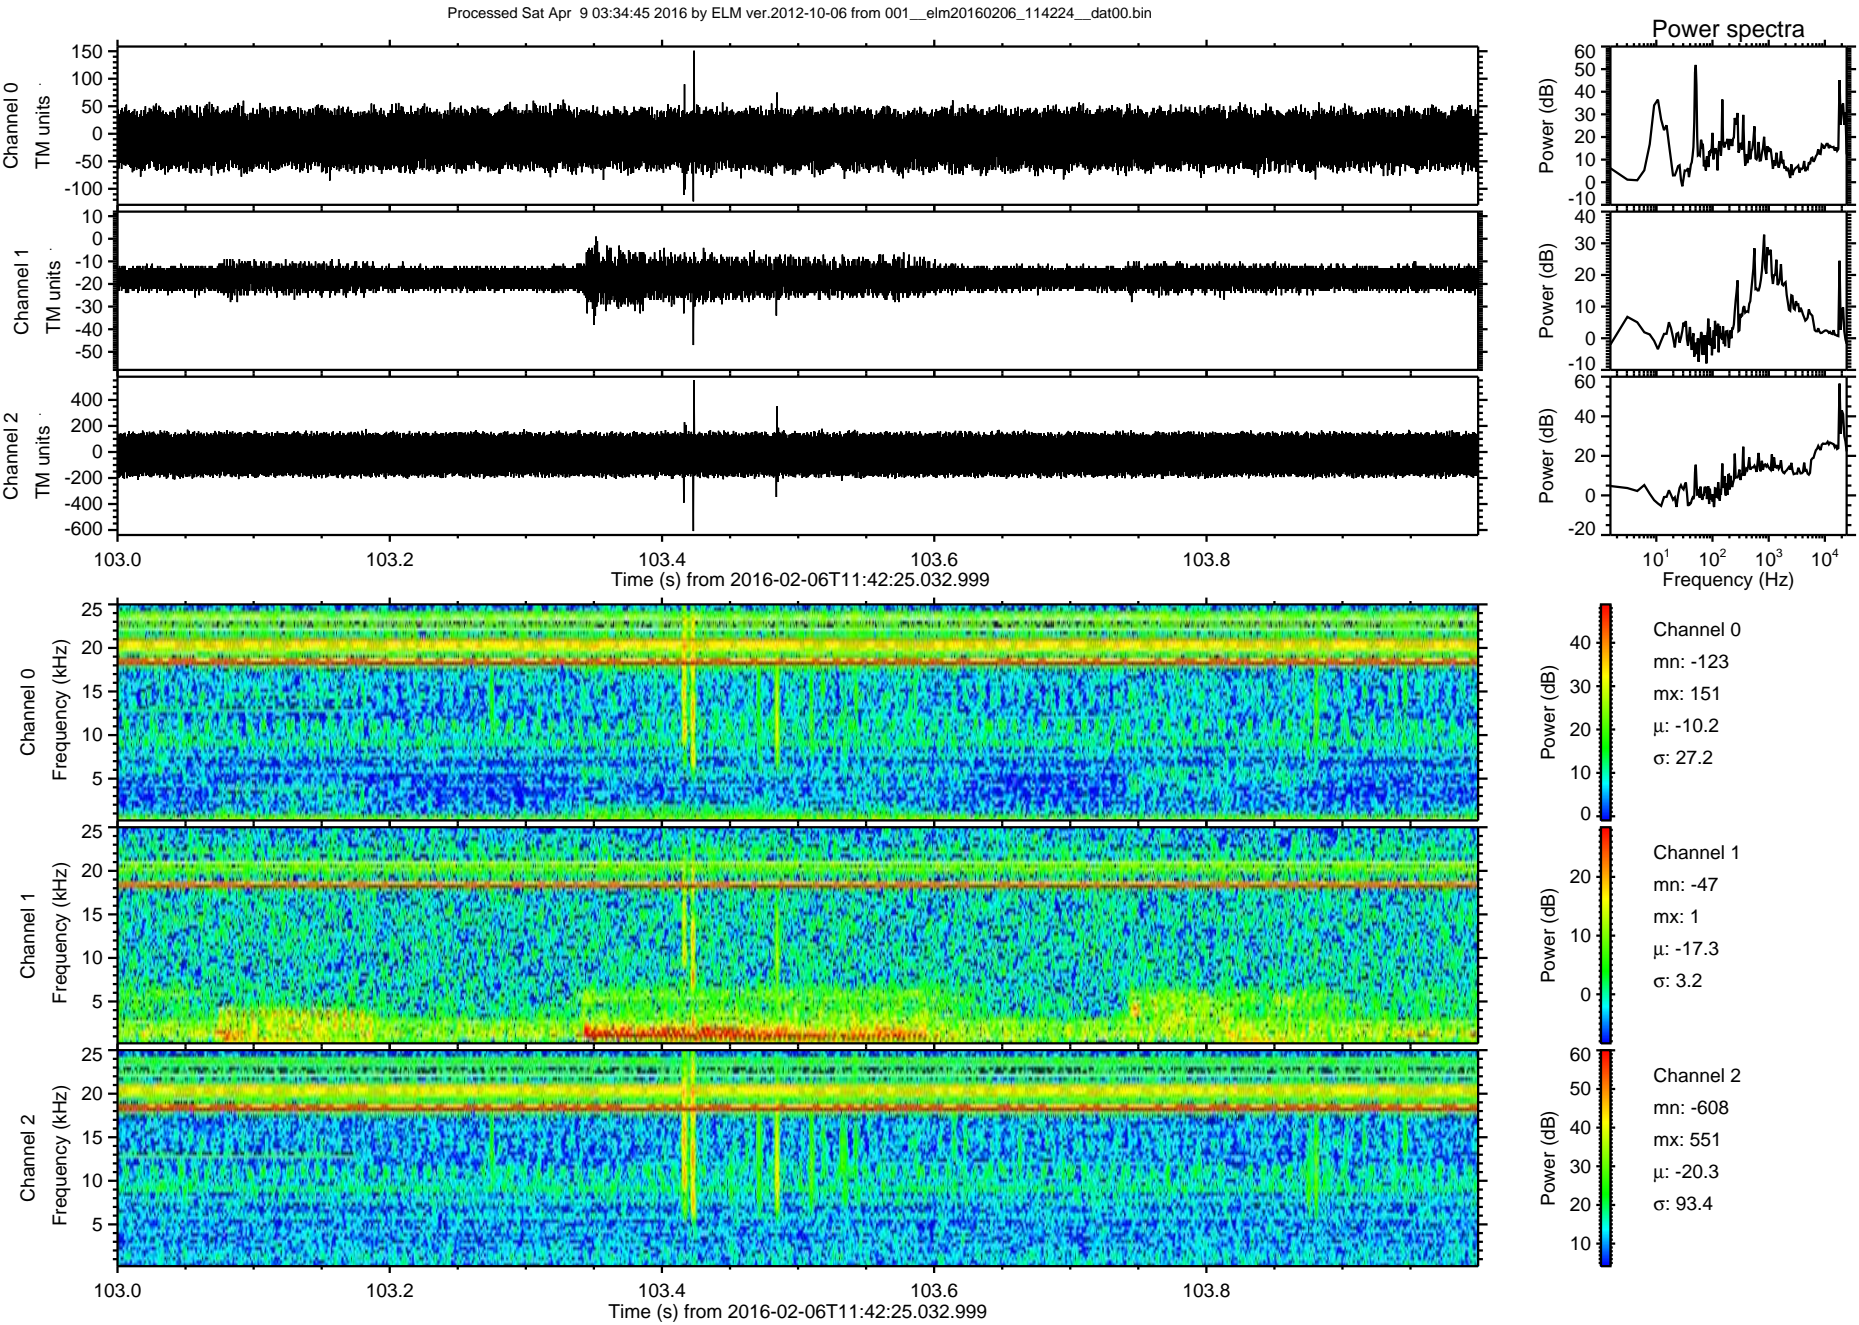 Processed Sat Apr  9 03:34:45 2016 by ELM ver.2012-10-06 from 001__elm20160206_114224__dat00.bin
Power spectra
Channel 0
TM units
150
100
50
0
-50
-100
Power (dB)
60
50
40
30
20
10
0
-10
Channel 1
TM units
10
0
-10
-20
-30
-40
-50
Power (dB)
40
30
20
10
0
-10
Channel 2
TM units
400
200
0
-200
-400
-600
Power (dB)
60
40
20
0
-20
103.0 103.2 103.4 103.6 103.8
Time (s) from 2016-02-06T11:42:25.032.999
10¹ 10² 10³ 10⁴
Frequency (Hz)
Channel 0
Frequency (kHz)
25
20
15
10
5
Power (dB)
40
30
20
10
0
Channel 0
mn: -123
mx: 151
µ: -10.2
σ: 27.2
Channel 1
Frequency (kHz)
25
20
15
10
5
Power (dB)
20
10
0
Channel 1
mn: -47
mx: 1
µ: -17.3
σ: 3.2
Channel 2
Frequency (kHz)
25
20
15
10
5
Power (dB)
60
50
40
30
20
10
Channel 2
mn: -608
mx: 551
µ: -20.3
σ: 93.4
103.0 103.2 103.4 103.6 103.8
Time (s) from 2016-02-06T11:42:25.032.999